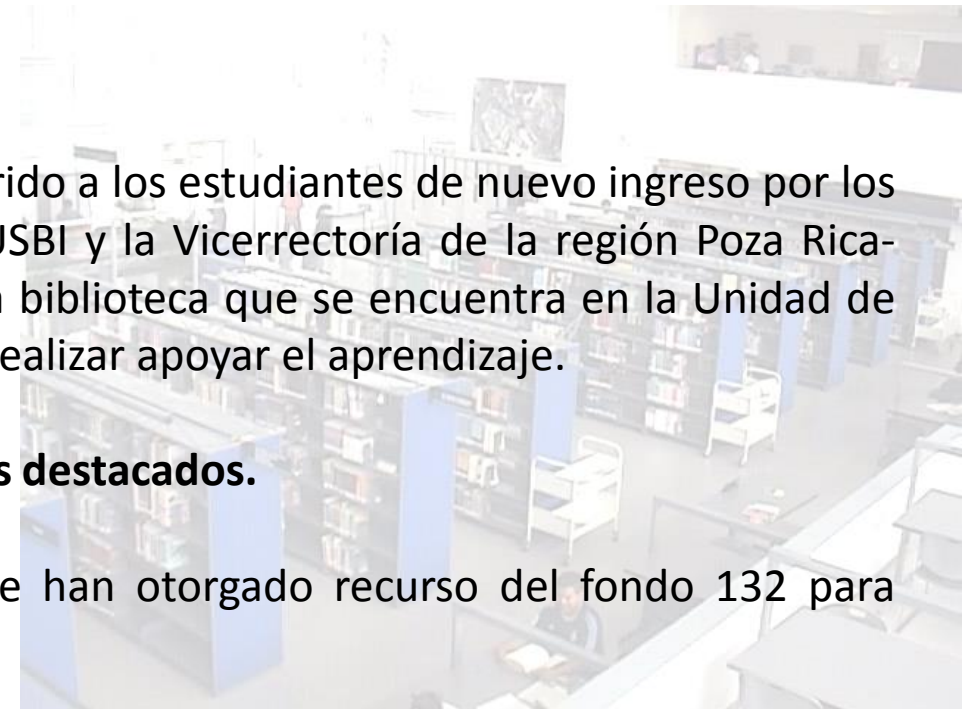 rido a los estudiantes de nuevo ingreso por los
USBI y la Vicerrectoría de la región Poza Rica-
biblioteca que se encuentra en la Unidad de
ealizar apoyar el aprendizaje.
s destacados.
e han otorgado recurso del fondo 132 para